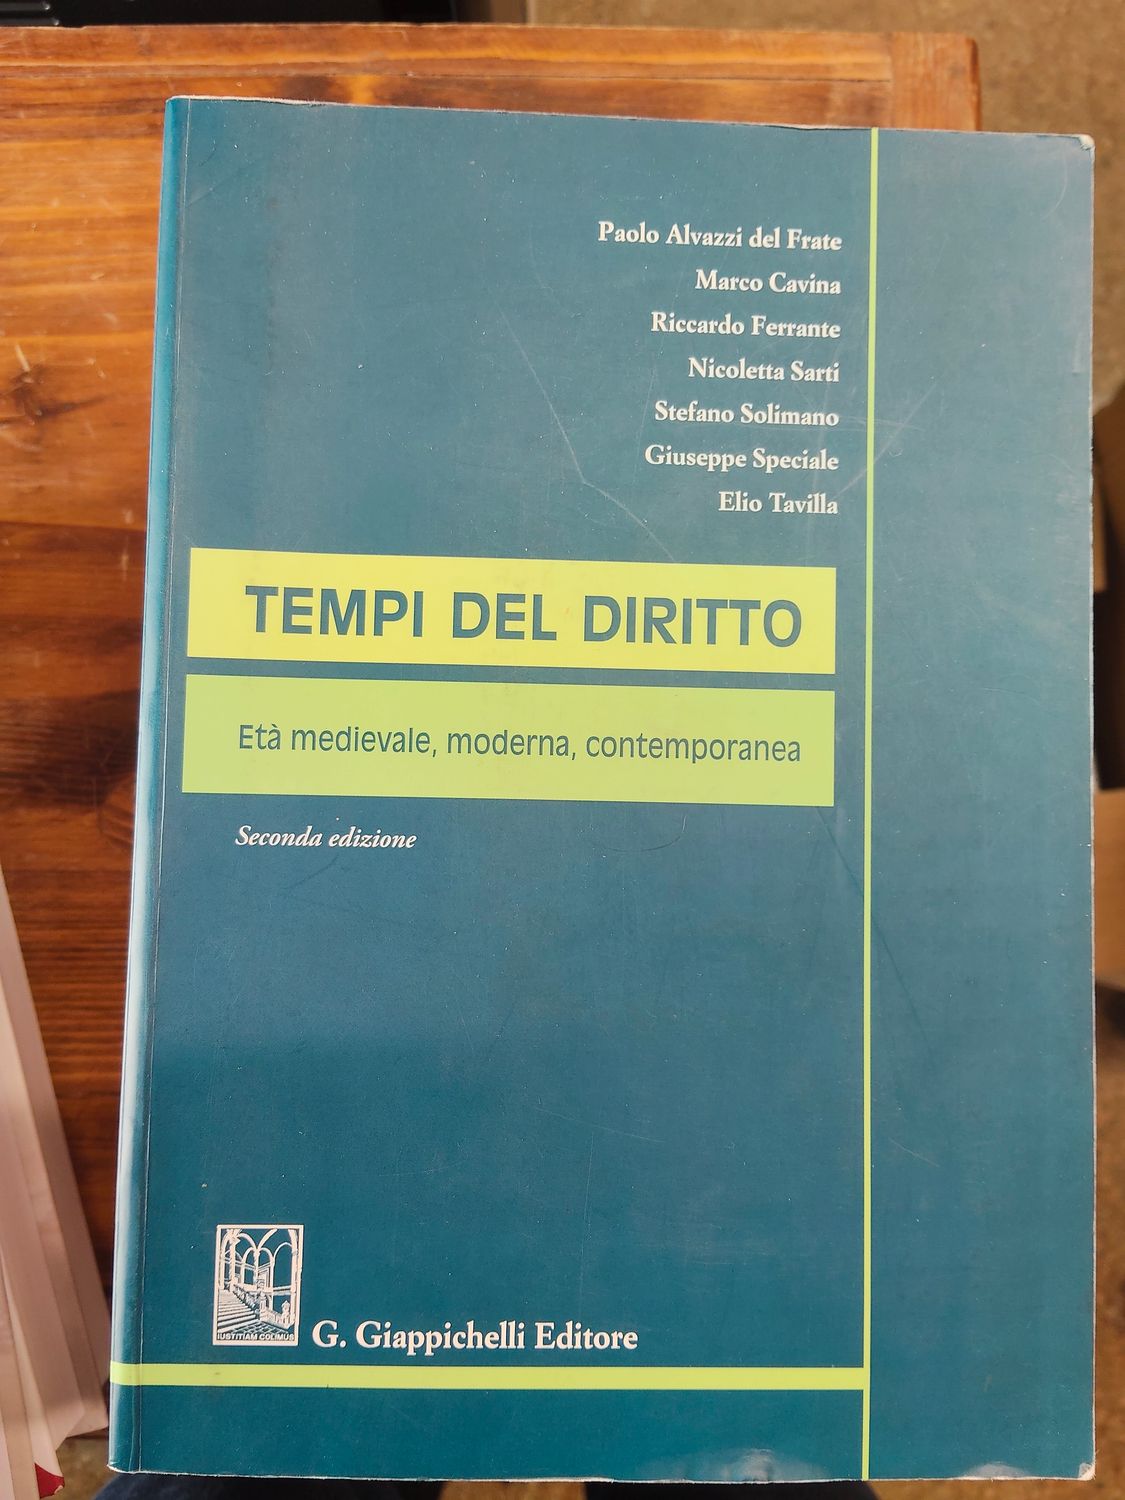 Paolo Alvazzi del Frate
Marco Cavina
Riccardo Ferrante
Nicoletta Sarti
Stefano Solimano
Giuseppe Speciale
Elio Tavilla
TEMPI DEL DIRITTO
Età medievale, moderna, contemporanea
Seconda edizione
IUSTITIAM COLIMUS
G. Giappichelli Editore